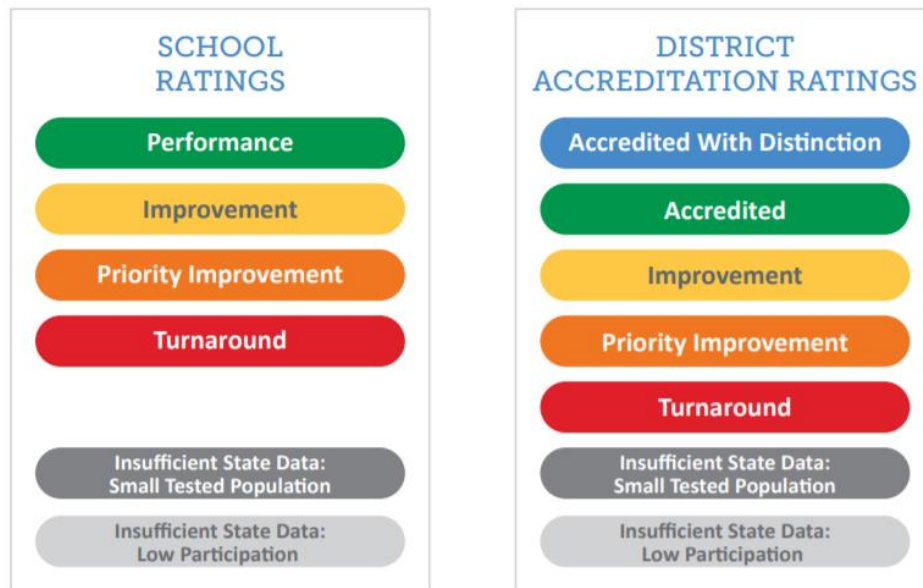 SCHOOL
RATINGS
Performance
Improvement
Priority Improvement
Turnaround
Insufficient State Data:
Small Tested Population
Insufficient State Data:
Low Participation
DISTRICT
ACCREDITATION RATINGS
Accredited With Distinction
Accredited
Improvement
Priority Improvement
Turnaround
Insufficient State Data:
Small Tested Population
Insufficient State Data:
Low Participation